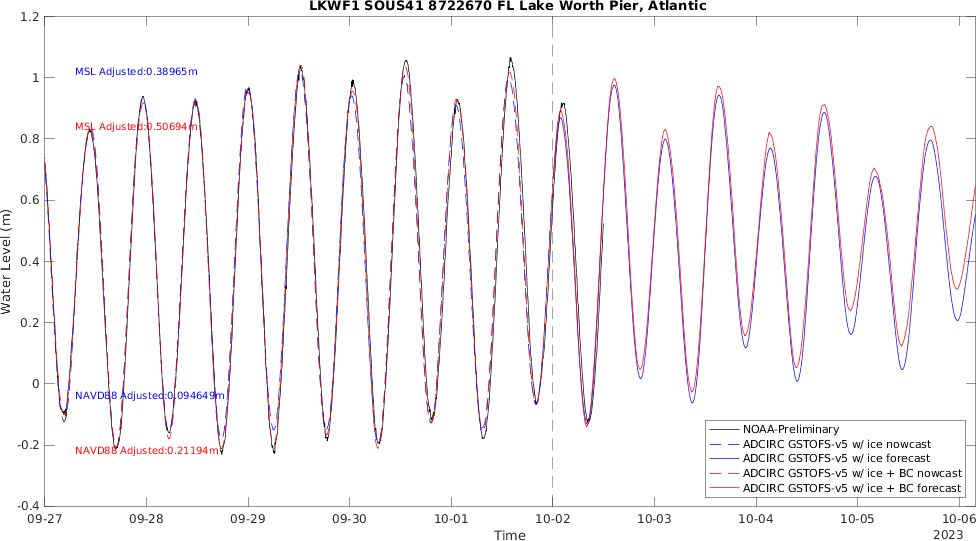 LKWF1 SOUS41 8722670 FL Lake Worth Pier, Atlantic
1.2
1
0.8
0.6
0.4
0.2
0
-0.2
-0.4
Water Level (m)
MSL Adjusted:0.38965m
MSL Adjusted:0.50694m
NAVD88 Adjusted:0.094649m
NAVD88 Adjusted:0.21194m
NOAA-Preliminary
ADCIRC GSTOFS-v5 w/ ice nowcast
ADCIRC GSTOFS-v5 w/ ice forecast
ADCIRC GSTOFS-v5 w/ ice + BC nowcast
ADCIRC GSTOFS-v5 w/ ice + BC forecast
09-27 09-28 09-29 09-30 10-01 10-02 10-03 10-04 10-05 10-06
Time
2023